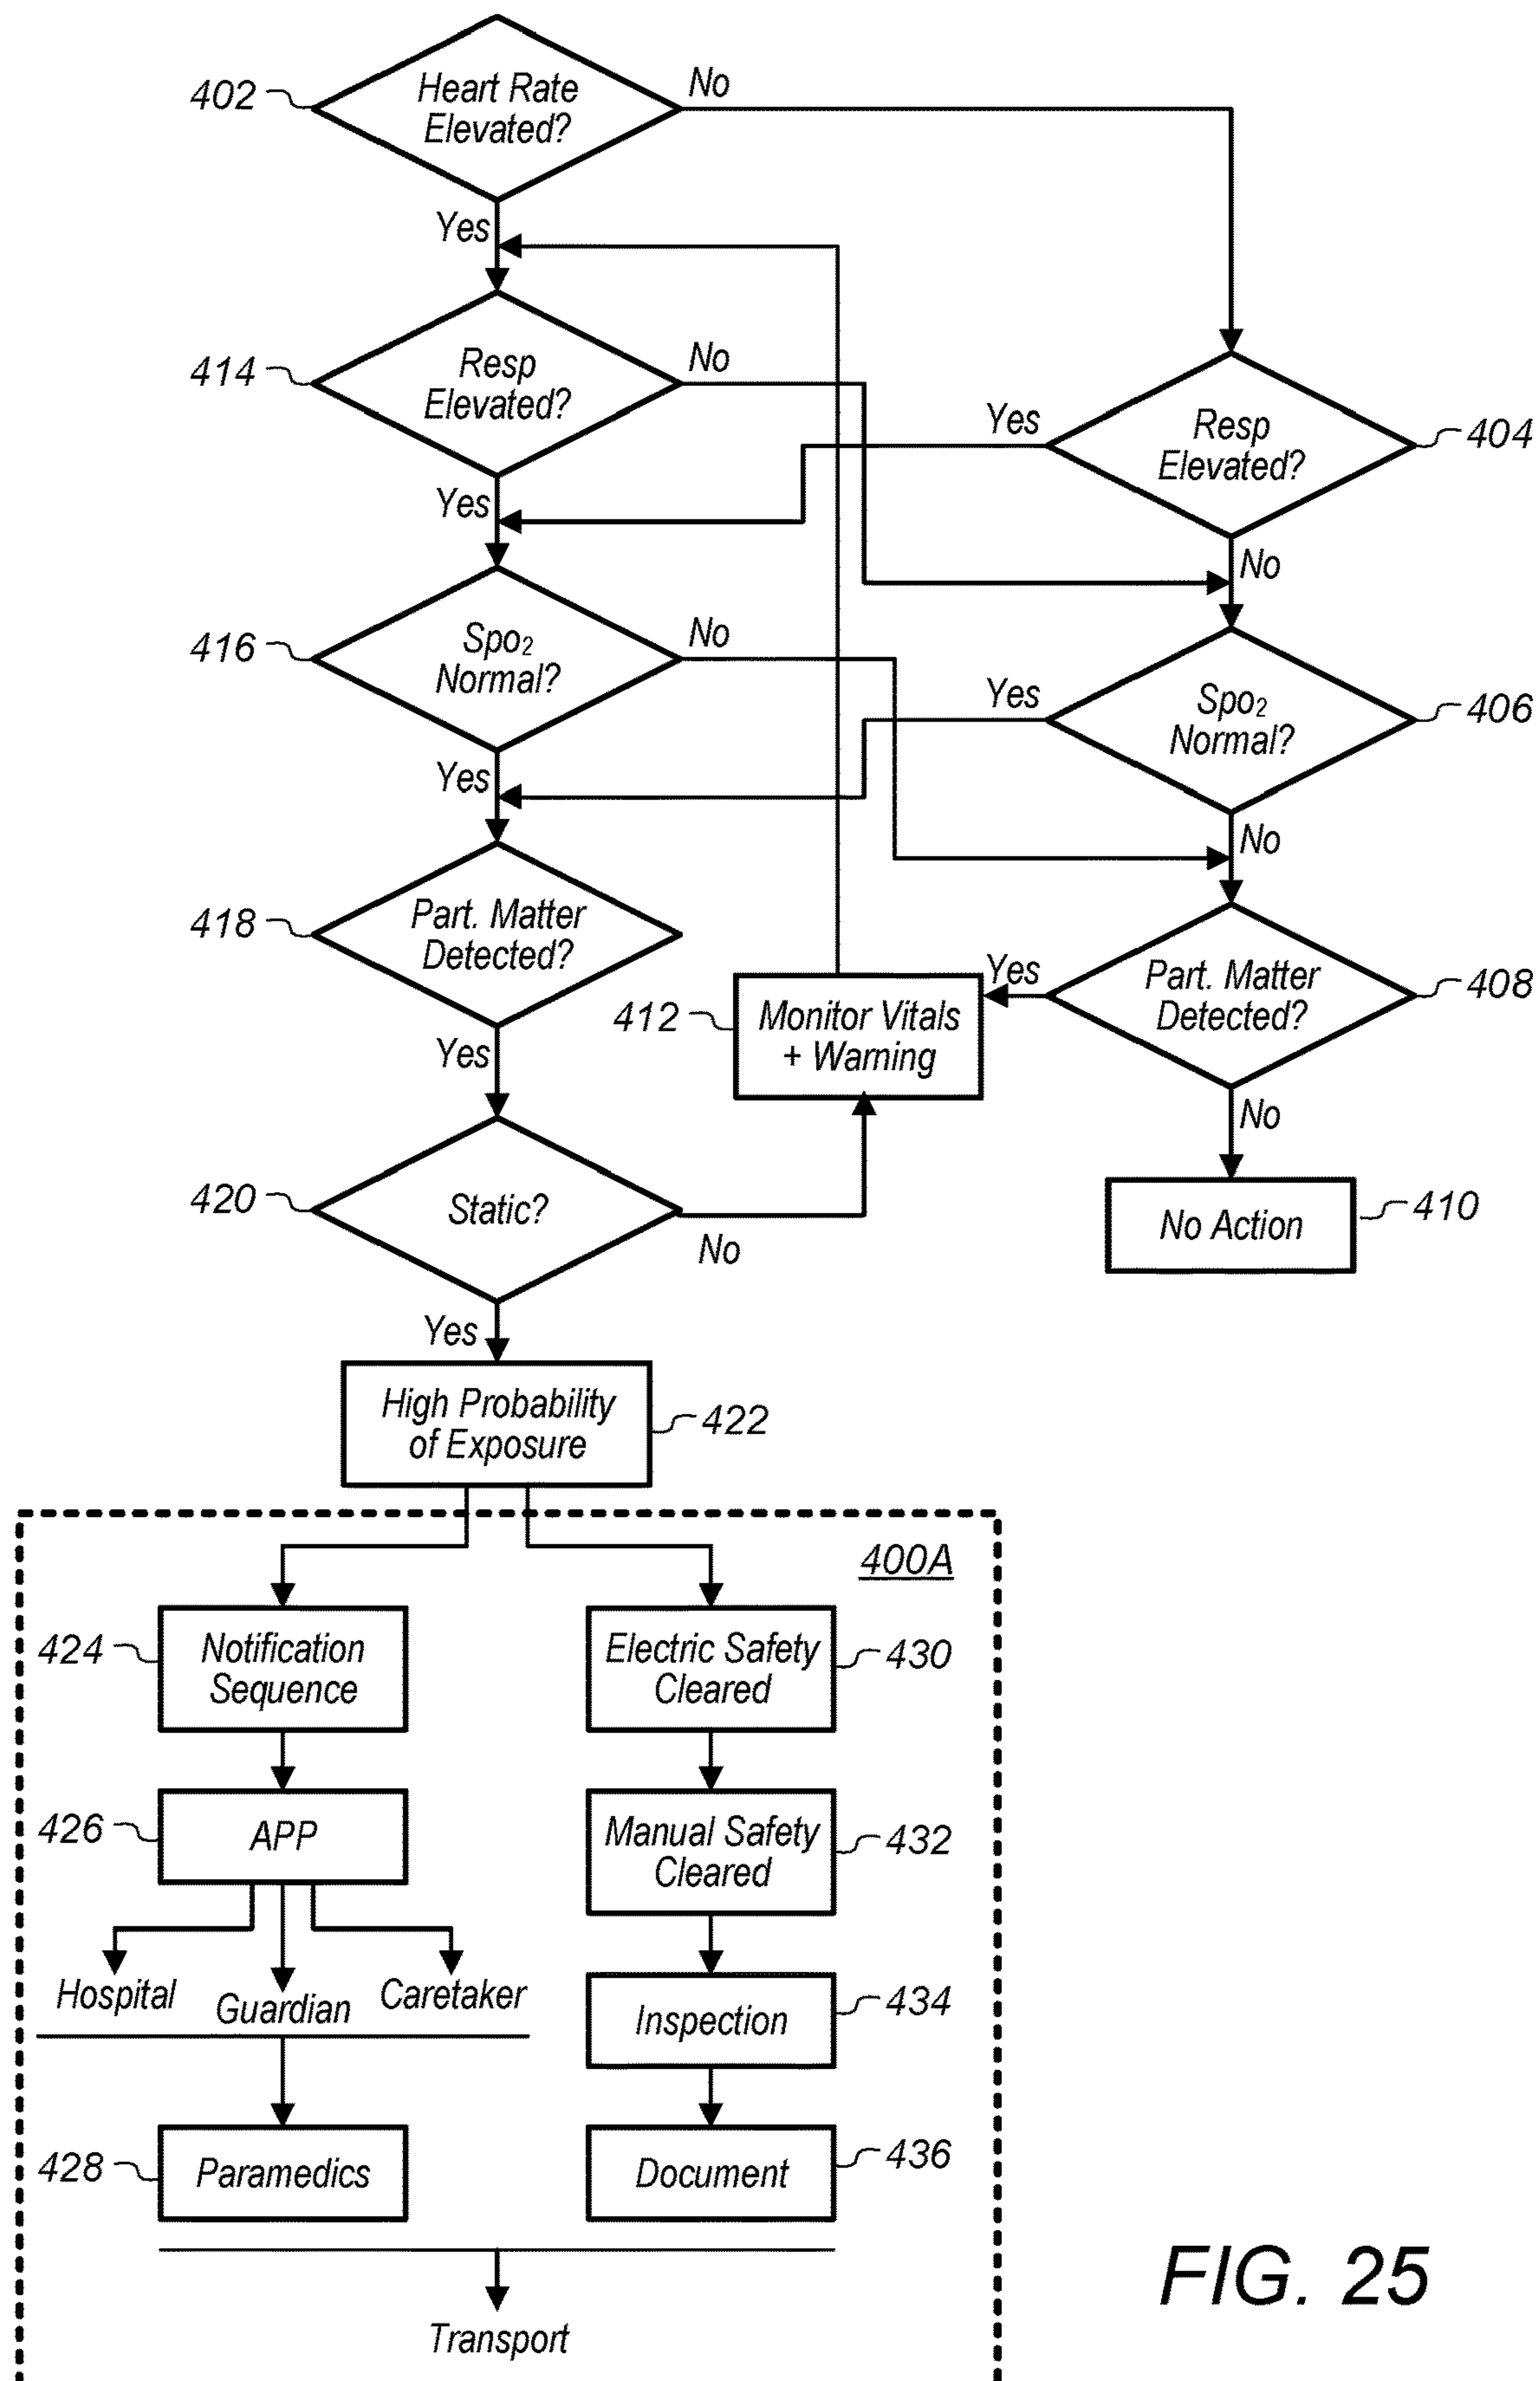 402
Heart Rate
Elevated?
No
Yes
414
Resp
Elevated?
No
Yes
Resp
Elevated?
404
Yes
No
416
Spo₂
Normal?
No
Yes
Spo₂
Normal?
406
Yes
No
418
Part. Matter
Detected?
412
Monitor Vitals
+ Warning
Yes
Part. Matter
Detected?
408
Yes
No
420
Static?
No
No Action
410
Yes
High Probability
of Exposure
422
400A
424
Notification
Sequence
Electric Safety
Cleared
430
426
APP
Manual Safety
Cleared
432
Hospital
Guardian
Caretaker
Inspection
434
428
Paramedics
Document
436
Transport
FIG. 25